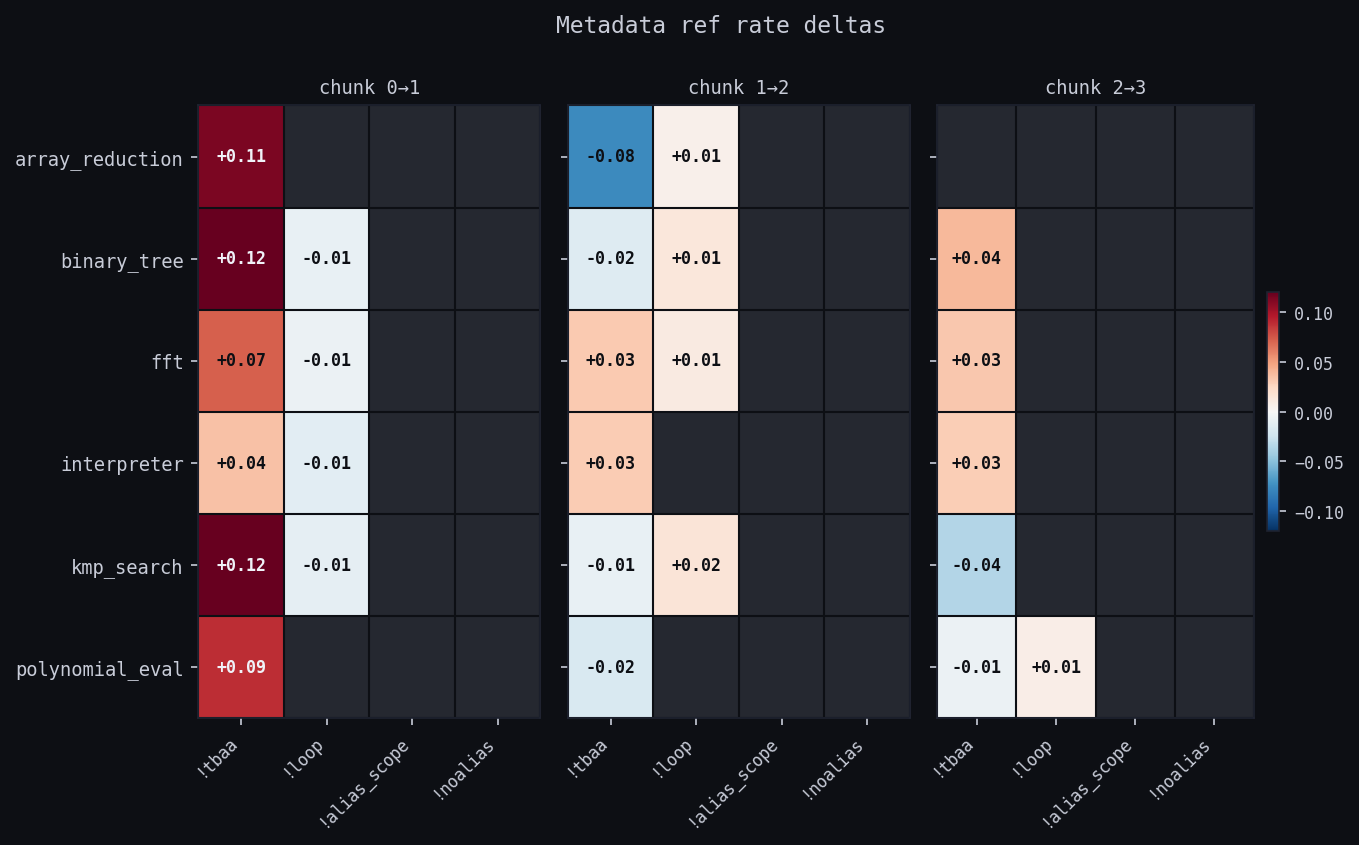 Metadata ref rate deltas
chunk 0→1 chunk 1→2 chunk 2→3
array_reduction +0.11 -0.08 +0.01
binary_tree +0.12 -0.01 -0.02 +0.01 +0.04
fft +0.07 -0.01 +0.03 +0.01 +0.03
interpreter +0.04 -0.01 +0.03 +0.03
kmp_search +0.12 -0.01 -0.01 +0.02 -0.04
polynomial_eval +0.09 -0.02 -0.01 +0.01
!tbaa !loop !alias_scope !noalias !tbaa !loop !alias_scope !noalias !tbaa !loop !alias_scope !noalias
0.10
0.05
0.00
−0.05
−0.10